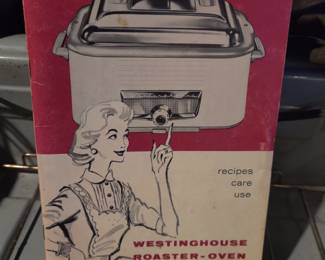 recipes
care
use
WESTINGHOUSE
ROASTER-OVEN